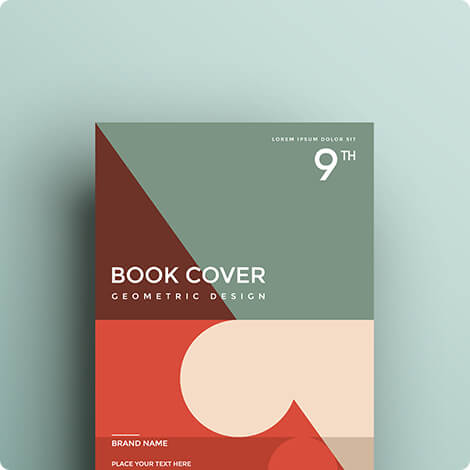 LOREM IPSUM DOLOR SIT
9TH
BOOK COVER
GEOMETRIC DESIGN
BRAND NAME
PLACE YOUR TEXT HERE